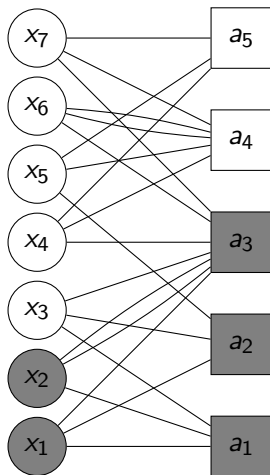 x₇ a₅
x₆ a₄
x₅
x₄ a₃
x₃ a₂
x₂
x₁ a₁